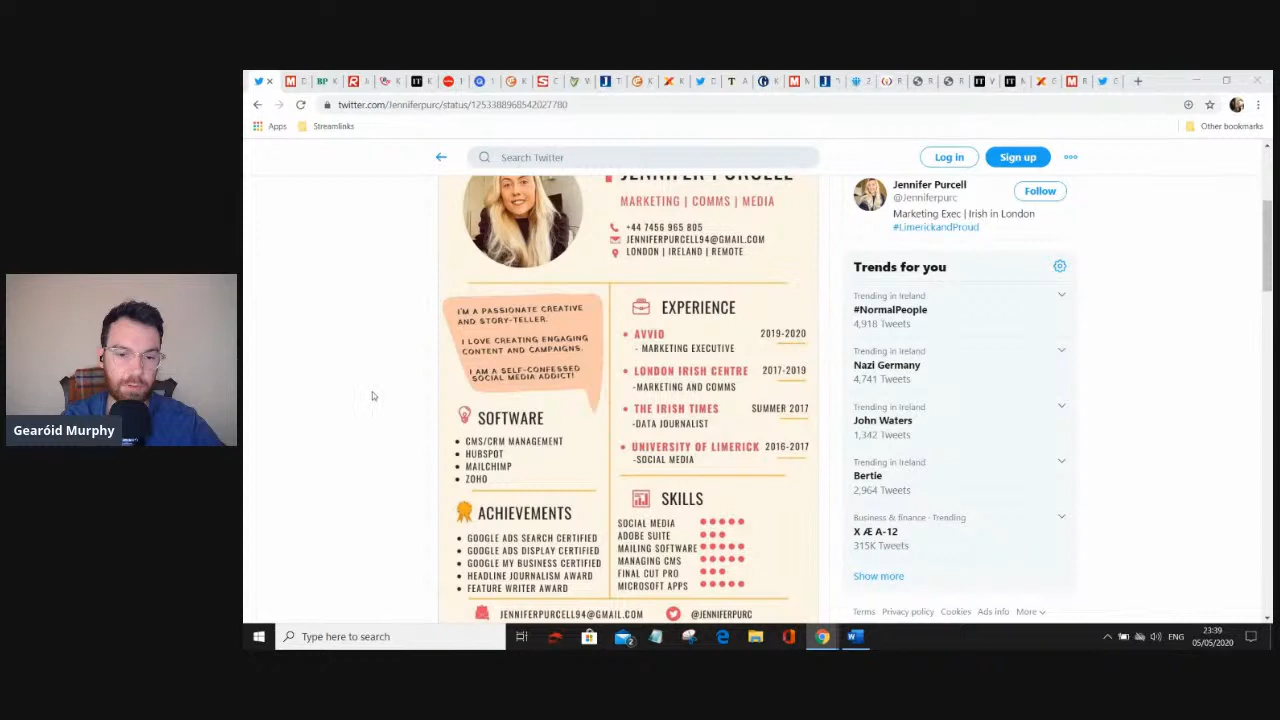 twitter.com/Jenniferpurc/status/1253388968542027780
Apps
Streamlinks
Other bookmarks
Search Twitter
Log in
Sign up
JENNIFER PURCELL
MARKETING | COMMS | MEDIA
+44 7456 965 805
JENNIFERPURCELL94@GMAIL.COM
LONDON | IRELAND | REMOTE
I'M A PASSIONATE CREATIVE
AND STORY-TELLER.
I LOVE CREATING ENGAGING
CONTENT AND CAMPAIGNS.
I AM A SELF-CONFESSED
SOCIAL MEDIA ADDICT!
SOFTWARE
CMS/CRM MANAGEMENT
HUBSPOT
MAILCHIMP
ZOHO
ACHIEVEMENTS
GOOGLE ADS SEARCH CERTIFIED
GOOGLE ADS DISPLAY CERTIFIED
GOOGLE MY BUSINESS CERTIFIED
HEADLINE JOURNALISM AWARD
FEATURE WRITER AWARD
EXPERIENCE
AVVIO 2019-2020
- MARKETING EXECUTIVE
LONDON IRISH CENTRE 2017-2019
-MARKETING AND COMMS
THE IRISH TIMES SUMMER 2017
-DATA JOURNALIST
UNIVERSITY OF LIMERICK 2016-2017
-SOCIAL MEDIA
SKILLS
SOCIAL MEDIA
ADOBE SUITE
MAILING SOFTWARE
MANAGING CMS
FINAL CUT PRO
MICROSOFT APPS
JENNIFERPURCELL94@GMAIL.COM
@JENNIFERPURC
Jennifer Purcell
@Jenniferpurc
Follow
Marketing Exec | Irish in London
#LimerickandProud
Trends for you
Trending in Ireland
#NormalPeople
4,918 Tweets
Trending in Ireland
Nazi Germany
4,741 Tweets
Trending in Ireland
John Waters
1,342 Tweets
Trending in Ireland
Bertie
2,964 Tweets
Business & finance · Trending
X Æ A-12
315K Tweets
Show more
Terms Privacy policy Cookies Ads info More
Gearóid Murphy
Type here to search
ENG
23:39
05/05/2020